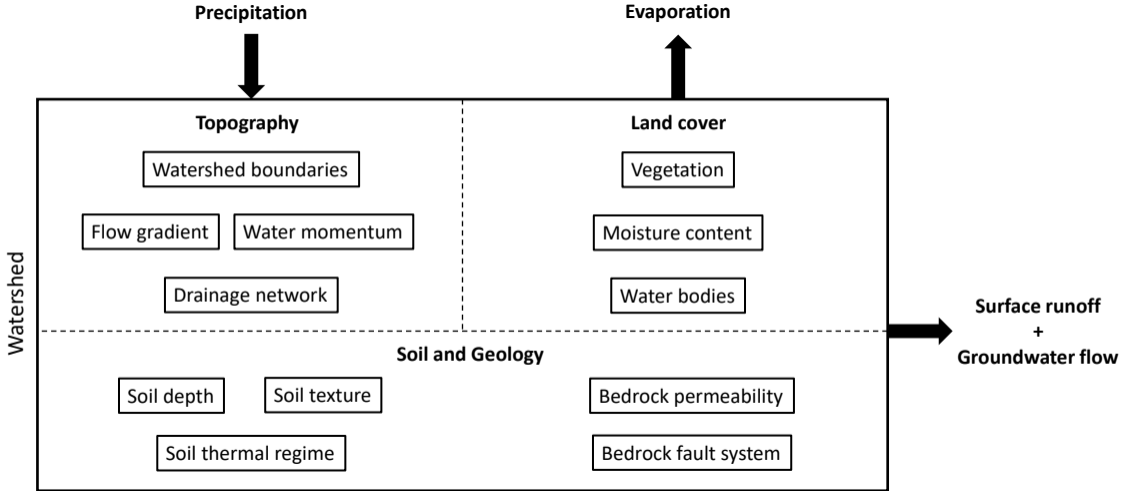 Precipitation
Evaporation
Topography
Land cover
Watershed boundaries
Vegetation
Flow gradient
Water momentum
Moisture content
Drainage network
Water bodies
Watershed
Surface runoff
+
Groundwater flow
Soil and Geology
Soil depth
Soil texture
Bedrock permeability
Soil thermal regime
Bedrock fault system